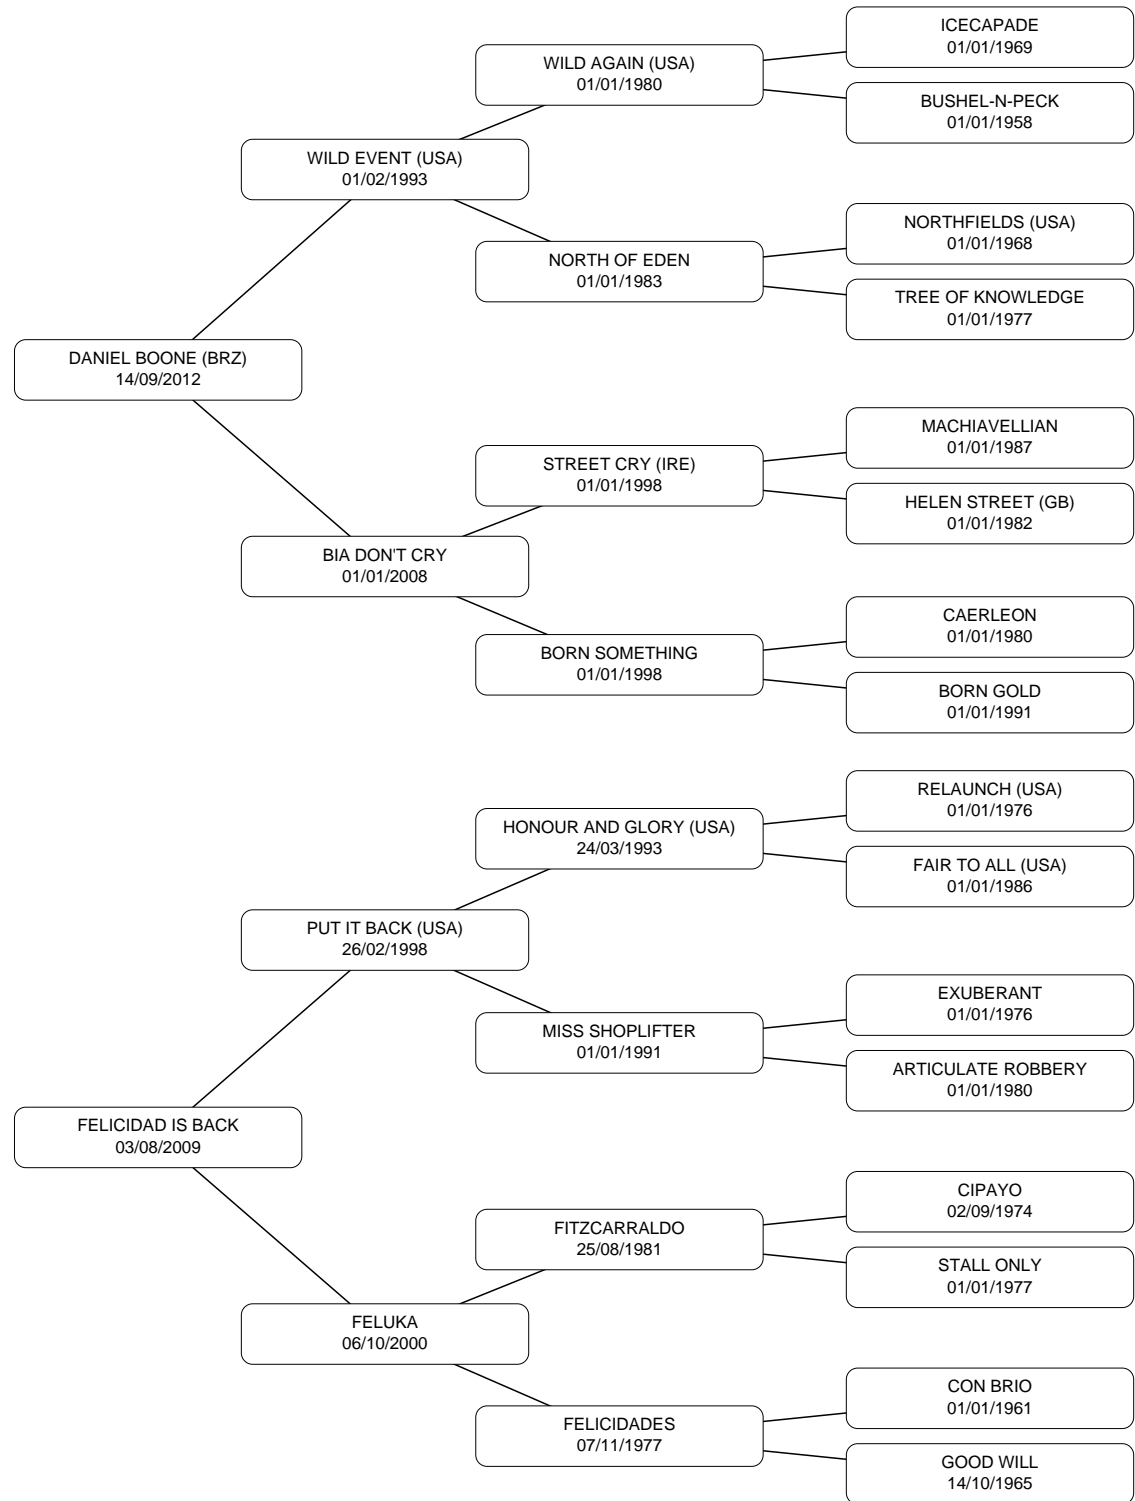 ICECAPADE
01/01/1969
WILD AGAIN (USA)
01/01/1980
BUSHEL-N-PECK
01/01/1958
WILD EVENT (USA)
01/02/1993
NORTHFIELDS (USA)
01/01/1968
NORTH OF EDEN
01/01/1983
TREE OF KNOWLEDGE
01/01/1977
DANIEL BOONE (BRZ)
14/09/2012
MACHIAVELLIAN
01/01/1987
STREET CRY (IRE)
01/01/1998
HELEN STREET (GB)
01/01/1982
BIA DON'T CRY
01/01/2008
CAERLEON
01/01/1980
BORN SOMETHING
01/01/1998
BORN GOLD
01/01/1991
RELAUNCH (USA)
01/01/1976
HONOUR AND GLORY (USA)
24/03/1993
FAIR TO ALL (USA)
01/01/1986
PUT IT BACK (USA)
26/02/1998
EXUBERANT
01/01/1976
MISS SHOPLIFTER
01/01/1991
ARTICULATE ROBBERY
01/01/1980
FELICIDAD IS BACK
03/08/2009
CIPAYO
02/09/1974
FITZCARRALDO
25/08/1981
STALL ONLY
01/01/1977
FELUKA
06/10/2000
CON BRIO
01/01/1961
FELICIDADES
07/11/1977
GOOD WILL
14/10/1965